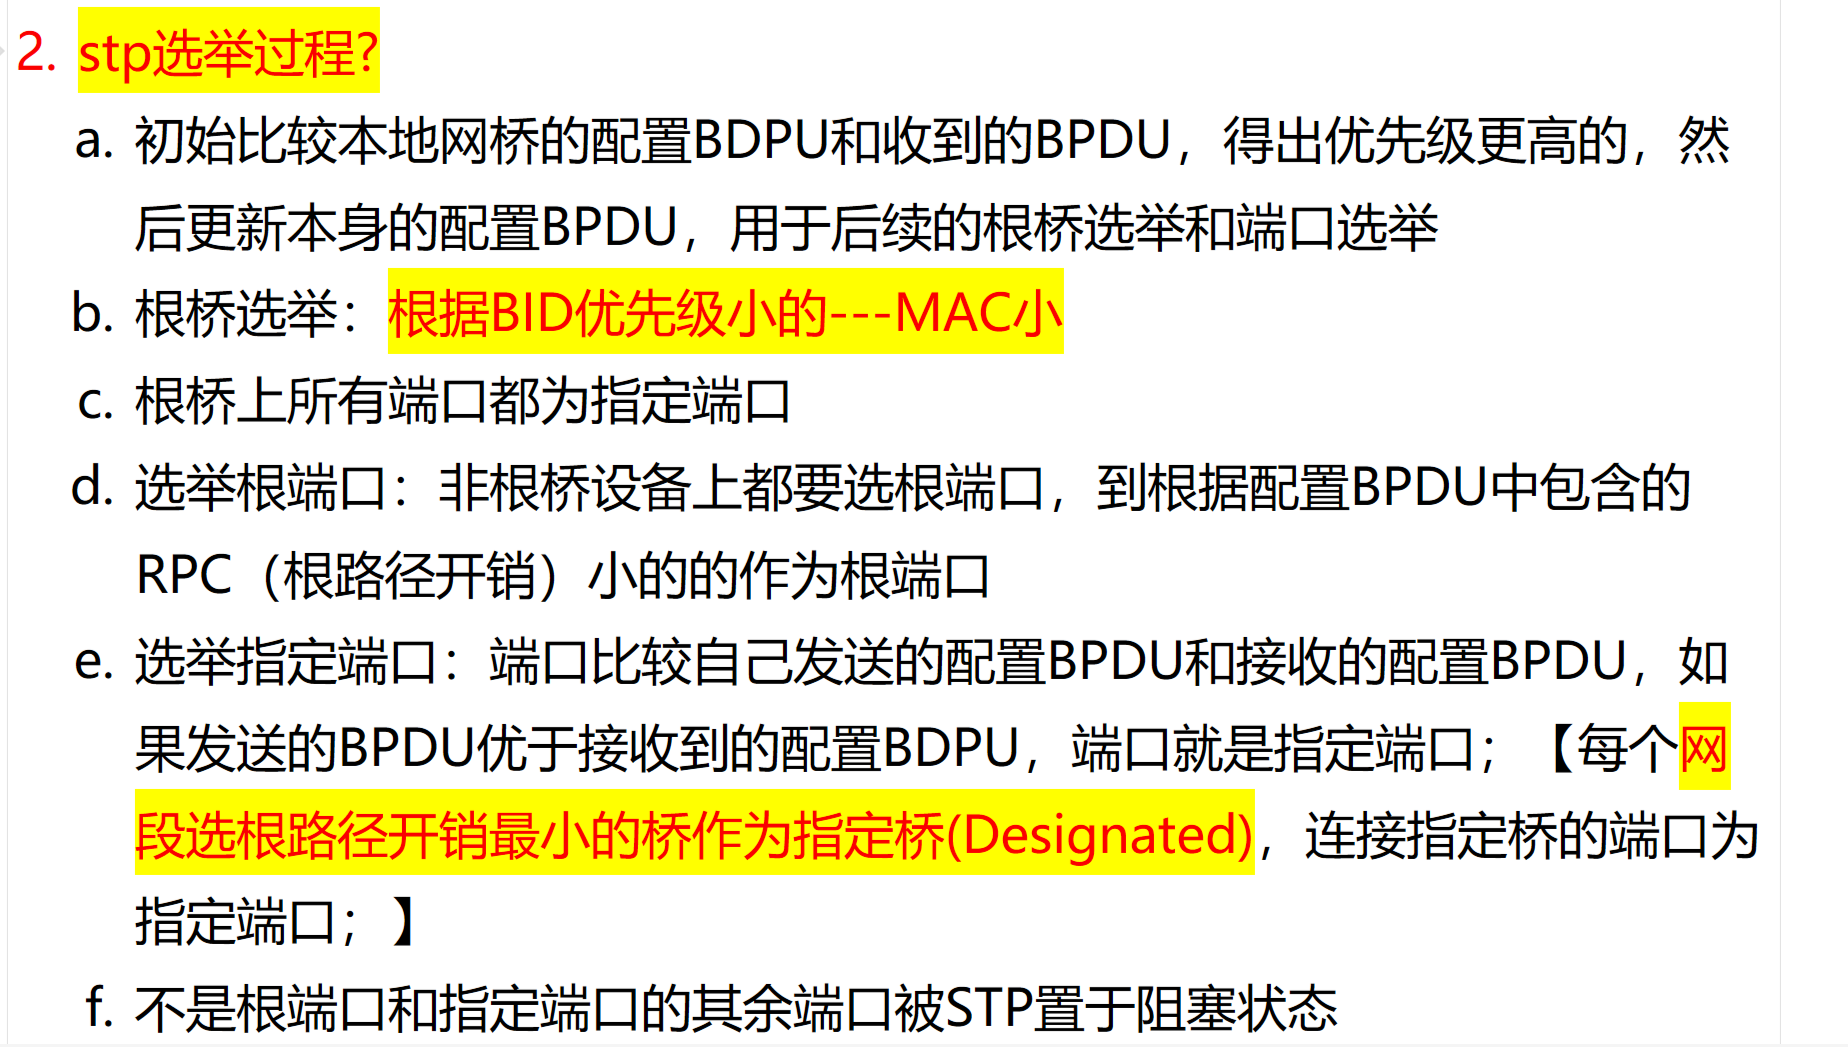 2. stp选举过程?
a. 初始比较本地网桥的配置BDPU和收到的BPDU，得出优先级更高的，然
后更新本身的配置BPDU，用于后续的根桥选举和端口选举
b. 根桥选举：根据BID优先级小的---MAC小
c. 根桥上所有端口都为指定端口
d. 选举根端口：非根桥设备上都要选根端口，到根据配置BPDU中包含的
RPC（根路径开销）小的的作为根端口
e. 选举指定端口：端口比较自己发送的配置BPDU和接收的配置BPDU，如
果发送的BPDU优于接收到的配置BDPU，端口就是指定端口；【每个网
段选根路径开销最小的桥作为指定桥(Designated)，连接指定桥的端口为
指定端口；】
f. 不是根端口和指定端口的其余端口被STP置于阻塞状态